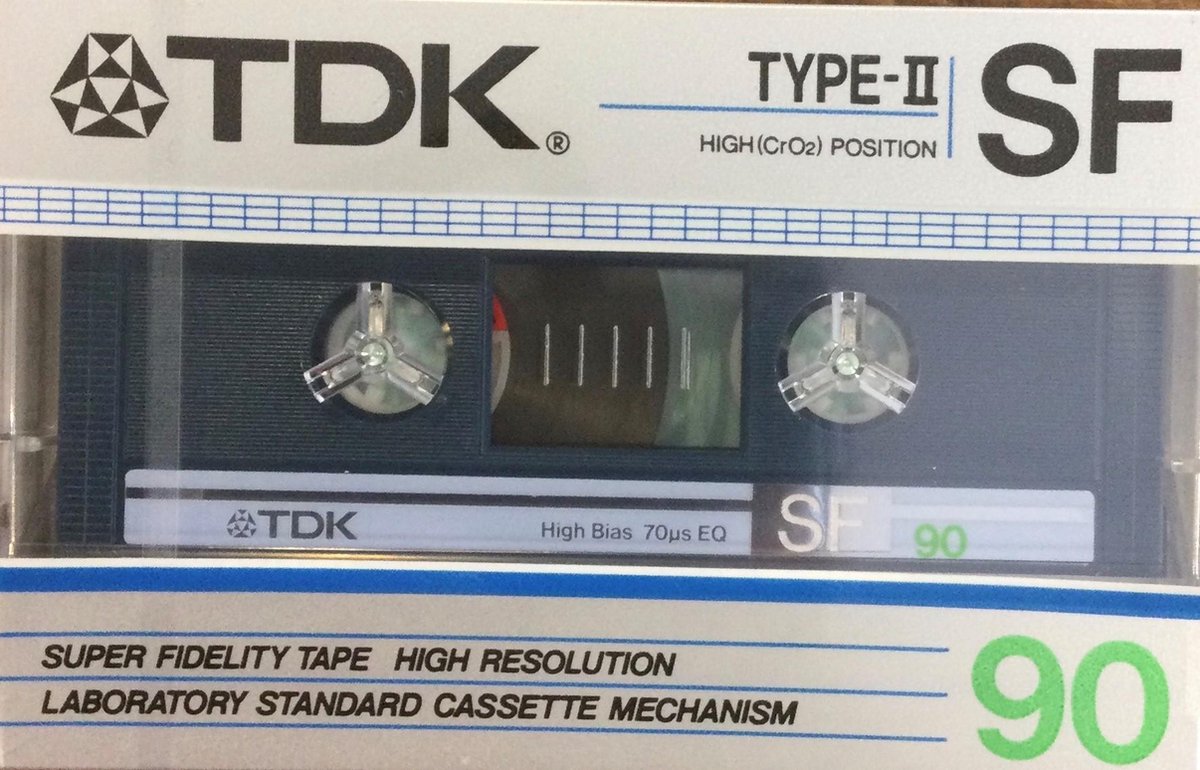 TDK®
TYPE-II
HIGH (CrO2) POSITION
SF
TDK
High Bias 70µs EQ
SF
90
SUPER FIDELITY TAPE HIGH RESOLUTION
LABORATORY STANDARD CASSETTE MECHANISM
90